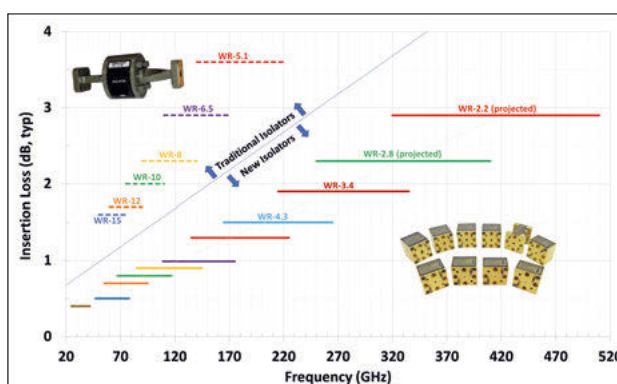 4
3
2
1
0
Insertion Loss (dB, typ)
WR-5.1
WR-6.5
WR-8
WR-10
WR-12
WR-15
Traditional Isolators
New Isolators
WR-2.2 (projected)
WR-2.8 (projected)
WR-3.4
WR-4.3
20 70 120 170 220 270 320 370 420 470 520
Frequency (GHz)